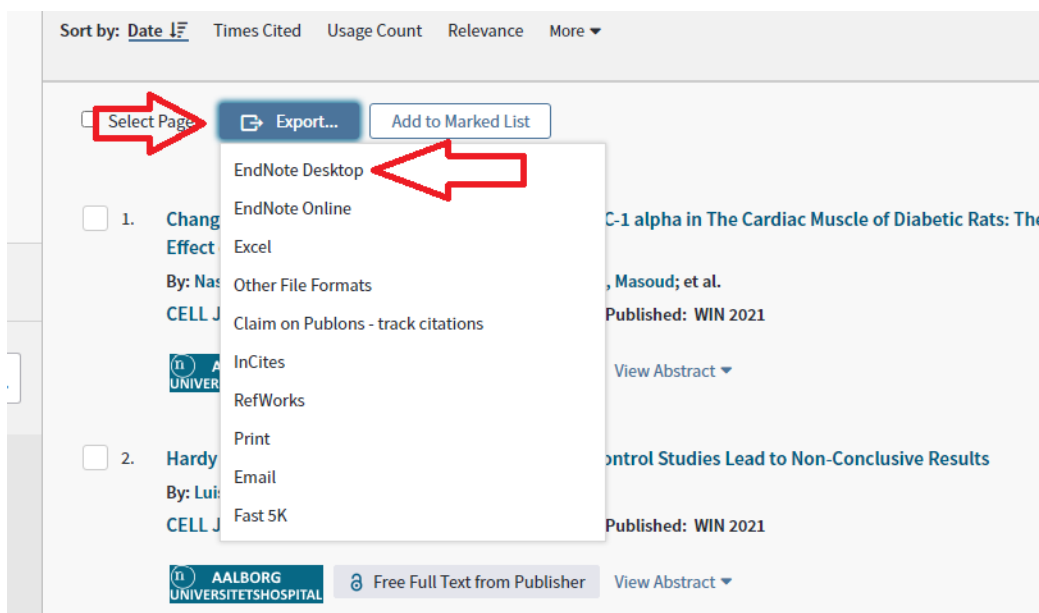 Sort by: Date Times Cited Usage Count Relevance More
Select Page Export... Add to Marked List
EndNote Desktop
EndNote Online
Excel
Other File Formats
Claim on Publons - track citations
InCites
RefWorks
Print
Email
Fast 5K
1. Chang C-1 alpha in The Cardiac Muscle of Diabetic Rats: The
Effect
By: Nas , Masoud; et al.
CELL J Published: WIN 2021
n A
UNIVER View Abstract
2. Hardy ontrol Studies Lead to Non-Conclusive Results
By: Luis
CELL J Published: WIN 2021
n AALBORG
UNIVERSITETSHOSPITAL Free Full Text from Publisher View Abstract